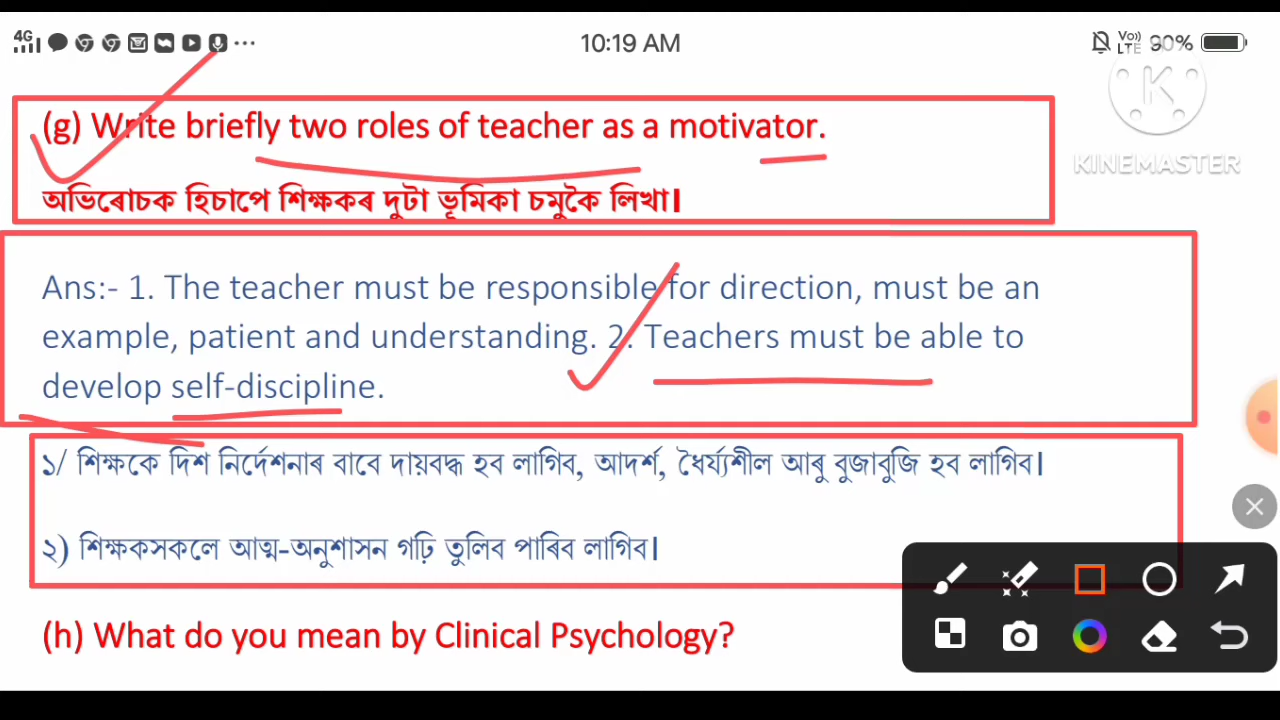 4G 10:19 AM Vo)) LTE 90%
(g) Write briefly two roles of teacher as a motivator.
KINEMASTER
অভিৰোচক হিচাপে শিক্ষকৰ দুটা ভূমিকা চমুকৈ লিখা।
Ans:- 1. The teacher must be responsible for direction, must be an
example, patient and understanding. 2. Teachers must be able to
develop self-discipline.
১/ শিক্ষকে দিশ নিৰ্দেশনাৰ বাবে দায়বদ্ধ হব লাগিব, আদৰ্শ, ধৈৰ্য্যশীল আৰু বুজাবুজি হব লাগিব।
২) শিক্ষকসকলে আত্ম-অনুশাসন গঢ়ি তুলিব পাৰিব লাগিব।
(h) What do you mean by Clinical Psychology?